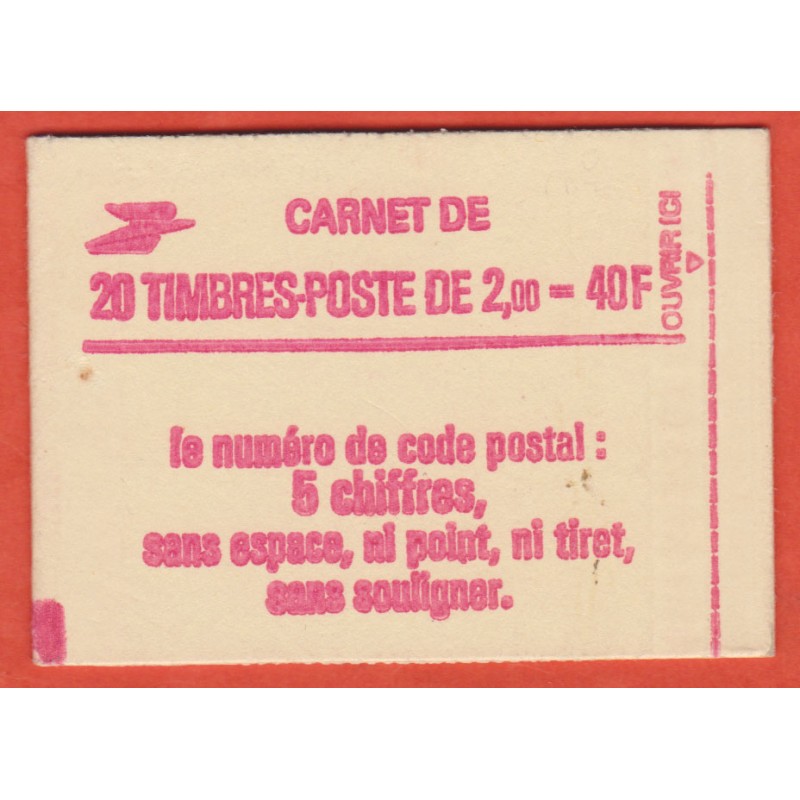 CARNET DE
20 TIMBRES-POSTE DE 2,00 = 40F
OUVRIR ICI
le numéro de code postal :
5 chiffres,
sans espace, ni point, ni tiret,
sans souligner.